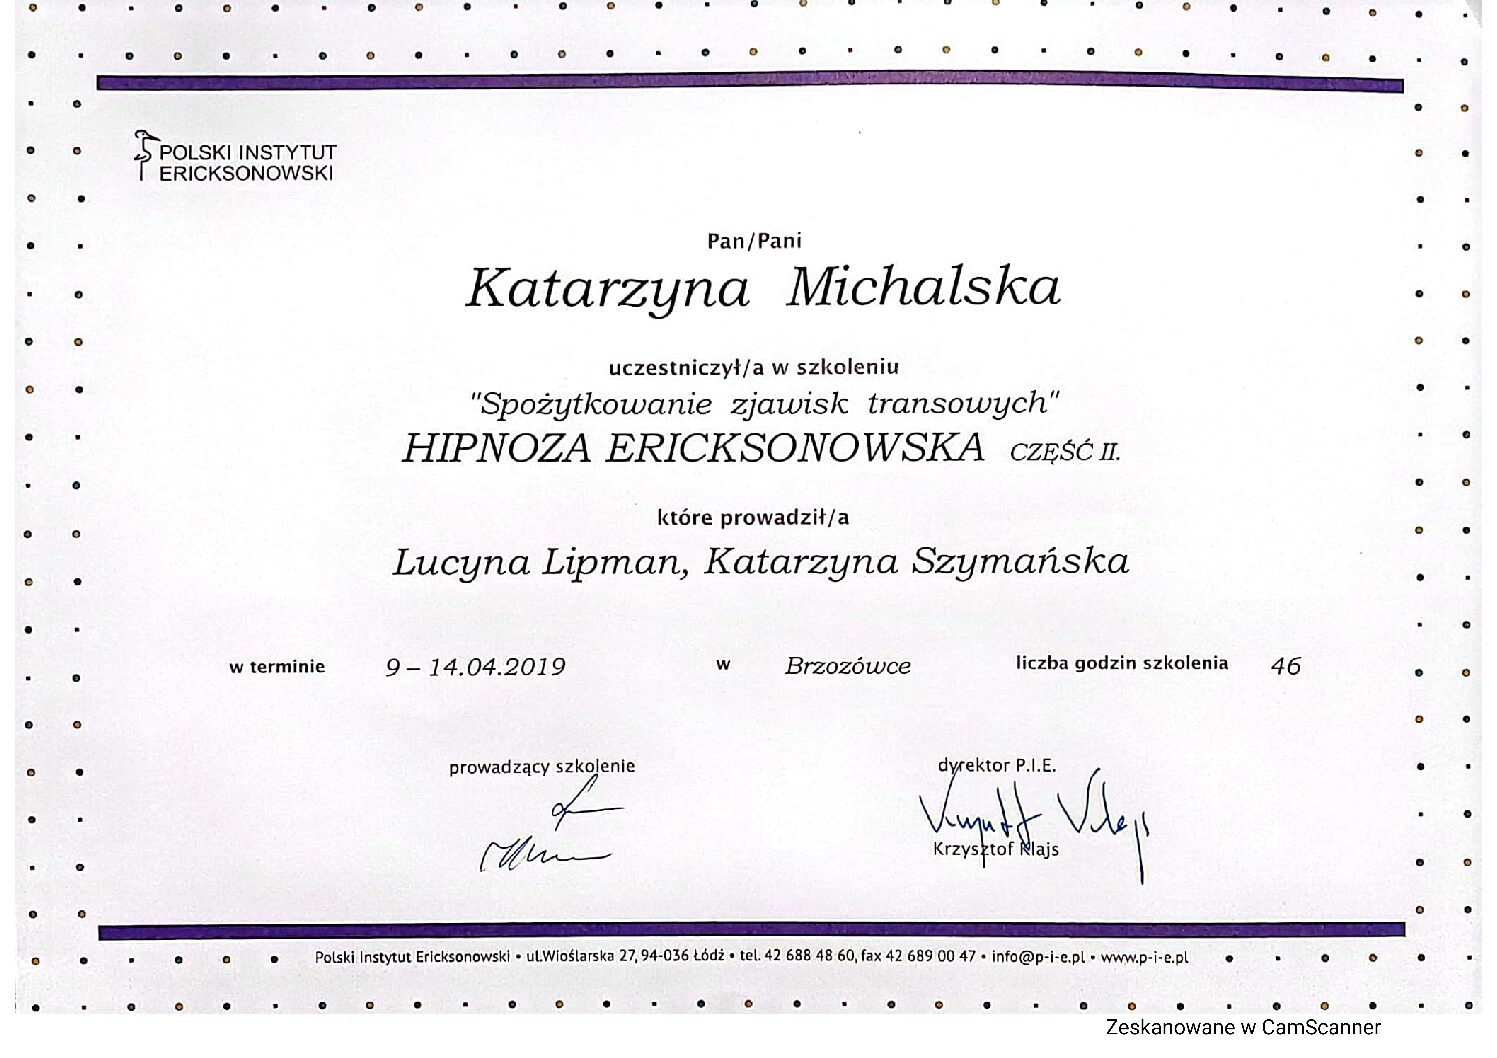 POLSKI INSTYTUT
ERICKSONOWSKI
Pan/Pani
Katarzyna Michalska
uczestniczył/a w szkoleniu
"Spożytkowanie zjawisk transowych"
HIPNOZA ERICKSONOWSKA CZĘŚĆ II.
które prowadził/a
Lucyna Lipman, Katarzyna Szymańska
w terminie 9 – 14.04.2019 w Brzozówce liczba godzin szkolenia 46
prowadzący szkolenie dyrektor P.I.E.
Krzysztof Klajs
Polski Instytut Ericksonowski • ul.Wioślarska 27, 94-036 Łódź • tel. 42 688 48 60, fax 42 689 00 47 • info@p-i-e.pl • www.p-i-e.pl
Zeskanowane w CamScanner